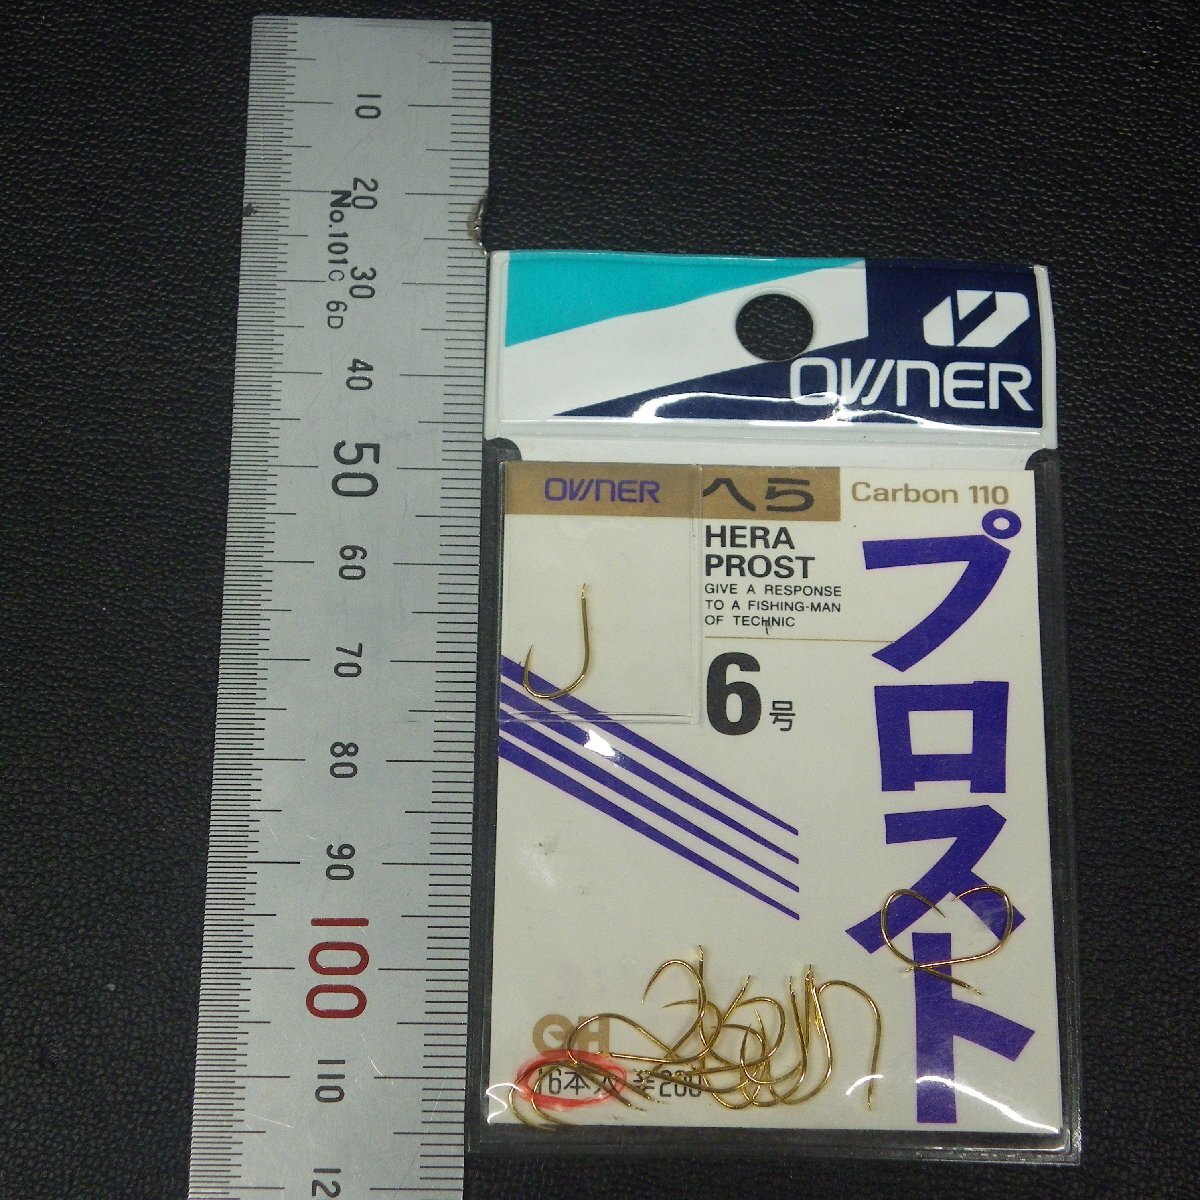 10
20
No.101C 6D
30
40
50
60
70
80
90
100
110
12
OWNER
OWNER
へら
Carbon 110
HERA
PROST
GIVE A RESPONSE
TO A FISHING-MAN
OF TECHNIC
6号
プロスト
16本入
200